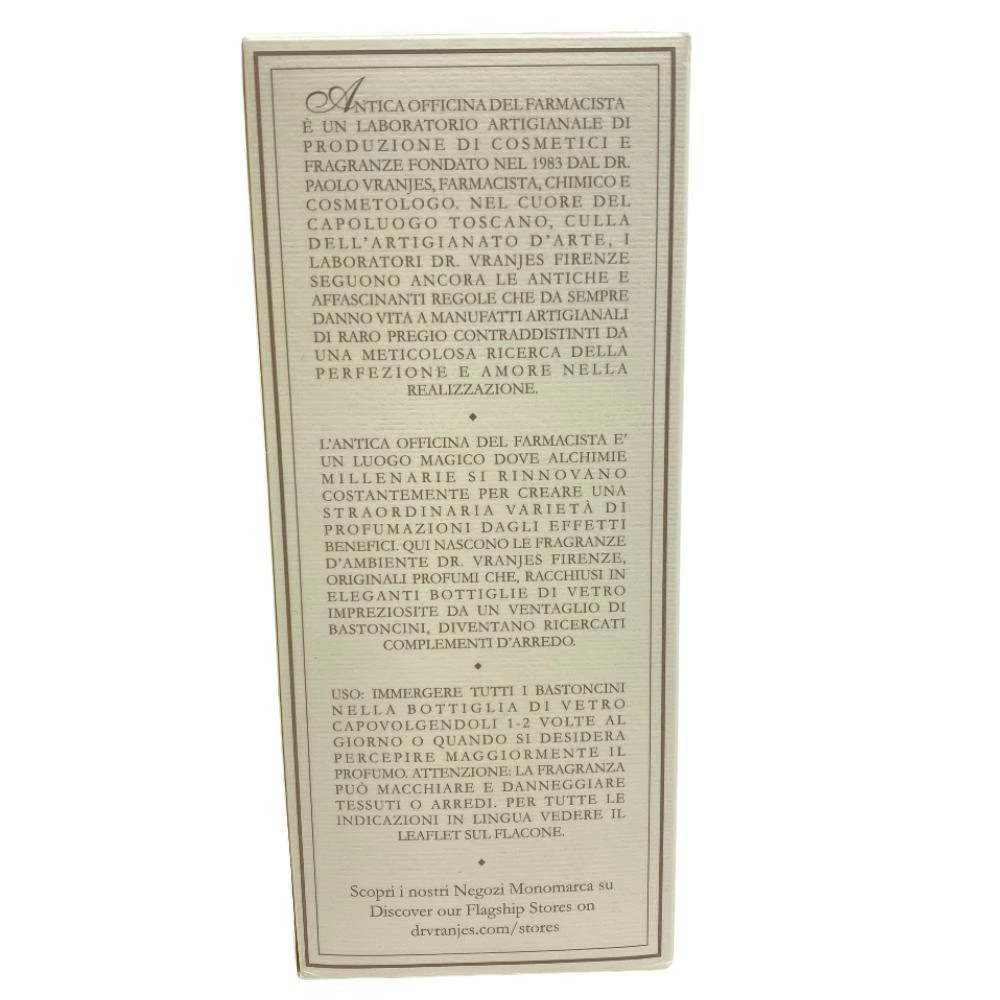 ANTICA OFFICINA DEL FARMACISTA
È UN LABORATORIO ARTIGIANALE DI
PRODUZIONE DI COSMETICI E
FRAGRANZE FONDATO NEL 1983 DAL DR.
PAOLO VRANJES, FARMACISTA, CHIMICO E
COSMETOLOGO. NEL CUORE DEL
CAPOLUOGO TOSCANO, CULLA
DELL'ARTIGIANATO D'ARTE, I
LABORATORI DR. VRANJES FIRENZE
SEGUONO ANCORA LE ANTICHE E
AFFASCINANTI REGOLE CHE DA SEMPRE
DANNO VITA A MANUFATTI ARTIGIANALI
DI RARO PREGIO CONTRADDISTINTI DA
UNA METICOLOSA RICERCA DELLA
PERFEZIONE E AMORE NELLA
REALIZZAZIONE.
L'ANTICA OFFICINA DEL FARMACISTA E'
UN LUOGO MAGICO DOVE ALCHIMIE
MILLENARIE SI RINNOVANO
COSTANTEMENTE PER CREARE UNA
STRAORDINARIA VARIETÀ DI
PROFUMAZIONI DAGLI EFFETTI
BENEFICI. QUI NASCONO LE FRAGRANZE
D'AMBIENTE DR. VRANJES FIRENZE,
ORIGINALI PROFUMI CHE, RACCHIUSI IN
ELEGANTI BOTTIGLIE DI VETRO
IMPREZIOSITE DA UN VENTAGLIO DI
BASTONCINI, DIVENTANO RICERCATI
COMPLEMENTI D'ARREDO.
USO: IMMERGERE TUTTI I BASTONCINI
NELLA BOTTIGLIA DI VETRO
CAPOVOLGENDOLI 1-2 VOLTE AL
GIORNO O QUANDO SI DESIDERA
PERCEPIRE MAGGIORMENTE IL
PROFUMO. ATTENZIONE: LA FRAGRANZA
PUÒ MACCHIARE E DANNEGGIARE
TESSUTI O ARREDI. PER TUTTE LE
INDICAZIONI IN LINGUA VEDERE IL
LEAFLET SUL FLACONE.
Scopri i nostri Negozi Monomarca su
Discover our Flagship Stores on
drvranjes.com/stores